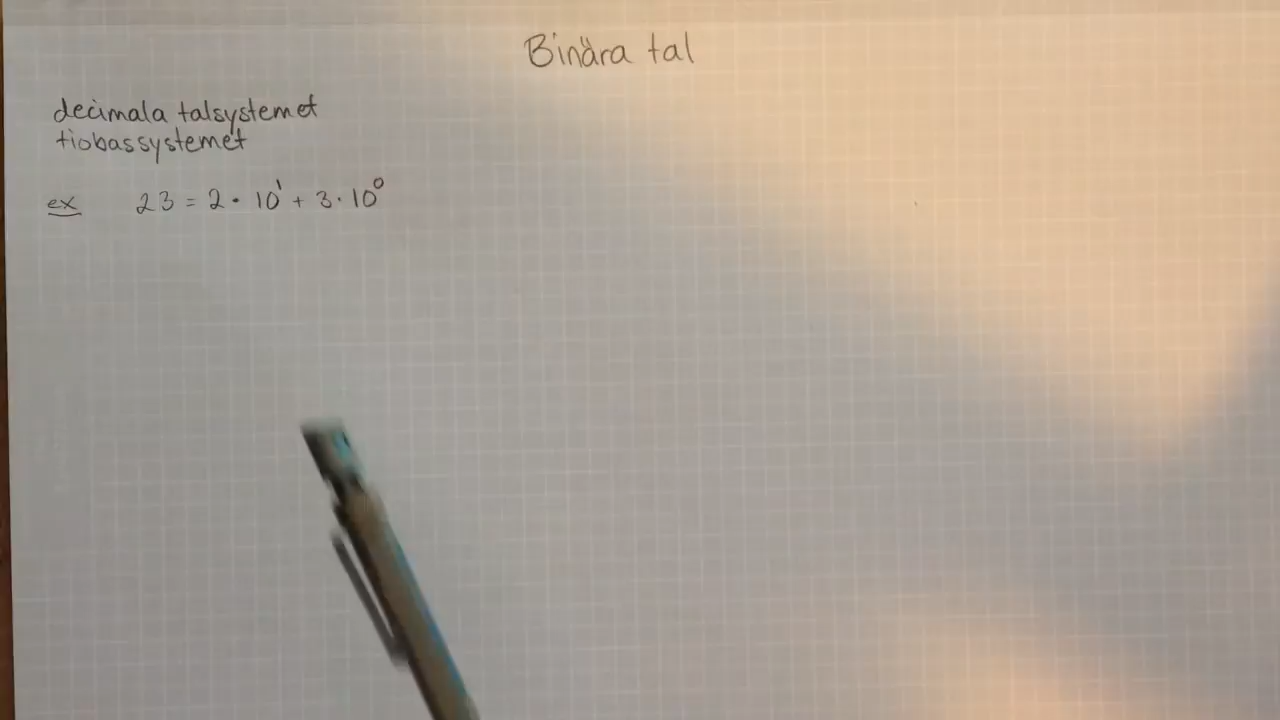 Binära tal
decimala talsystemet
tiobassystemet
ex 23 = 2 · 10¹ + 3 · 10⁰